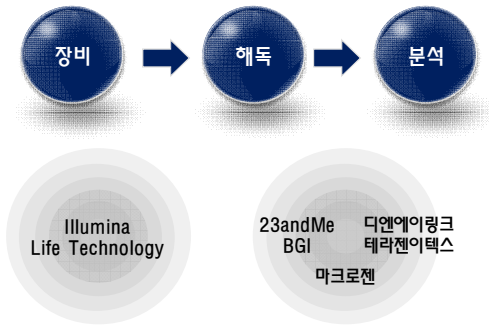 장비
해독
분석
Illumina
Life Technology
23andMe 디엔에이링크
BGI 테라젠이텍스
마크로젠